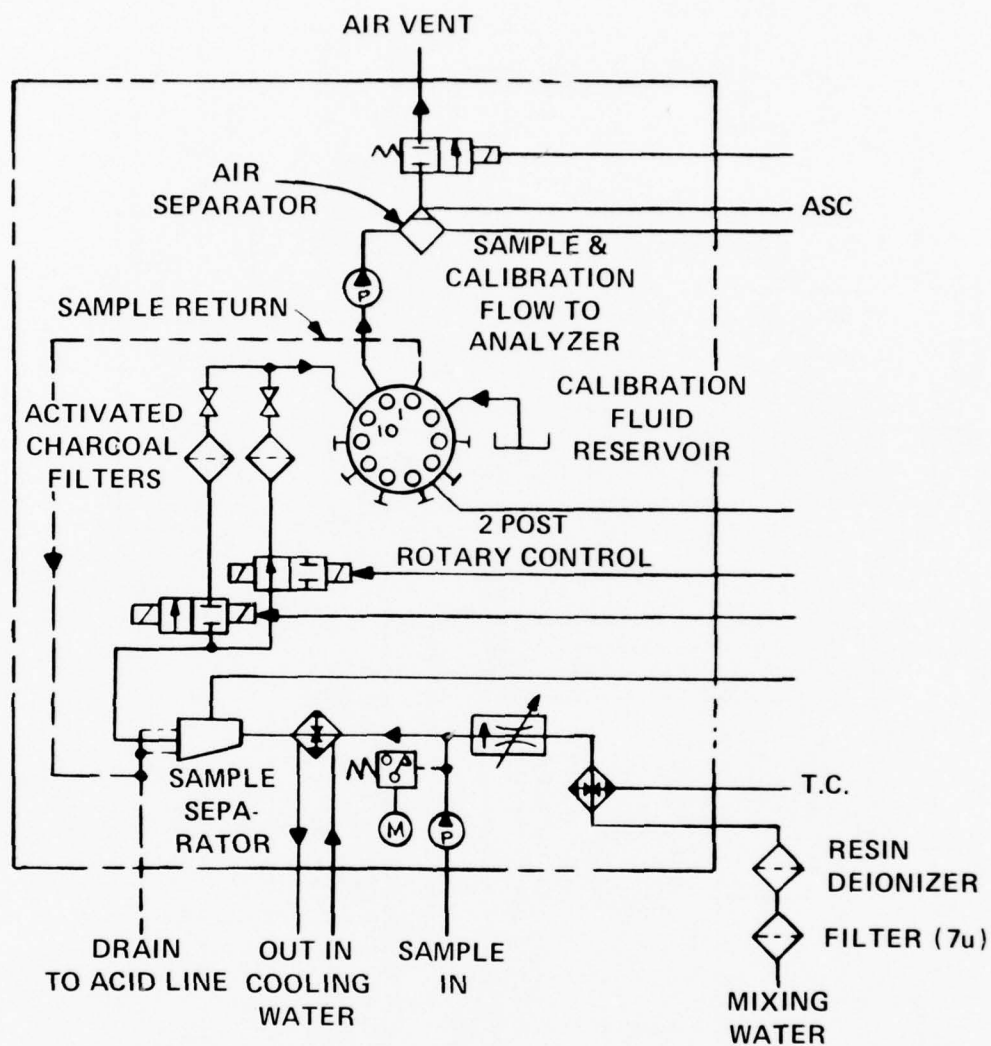 AIR VENT
AIR
SEPARATOR
ASC
SAMPLE &
CALIBRATION
FLOW TO
ANALYZER
P
SAMPLE RETURN
CALIBRATION
FLUID
RESERVOIR
ACTIVATED
CHARCOAL
FILTERS
1
10
2 POST
ROTARY CONTROL
SAMPLE
SEPA-
RATOR
M
P
T.C.
RESIN
DEIONIZER
FILTER (7u)
MIXING
WATER
DRAIN
TO ACID LINE
OUT IN
COOLING
WATER
SAMPLE
IN